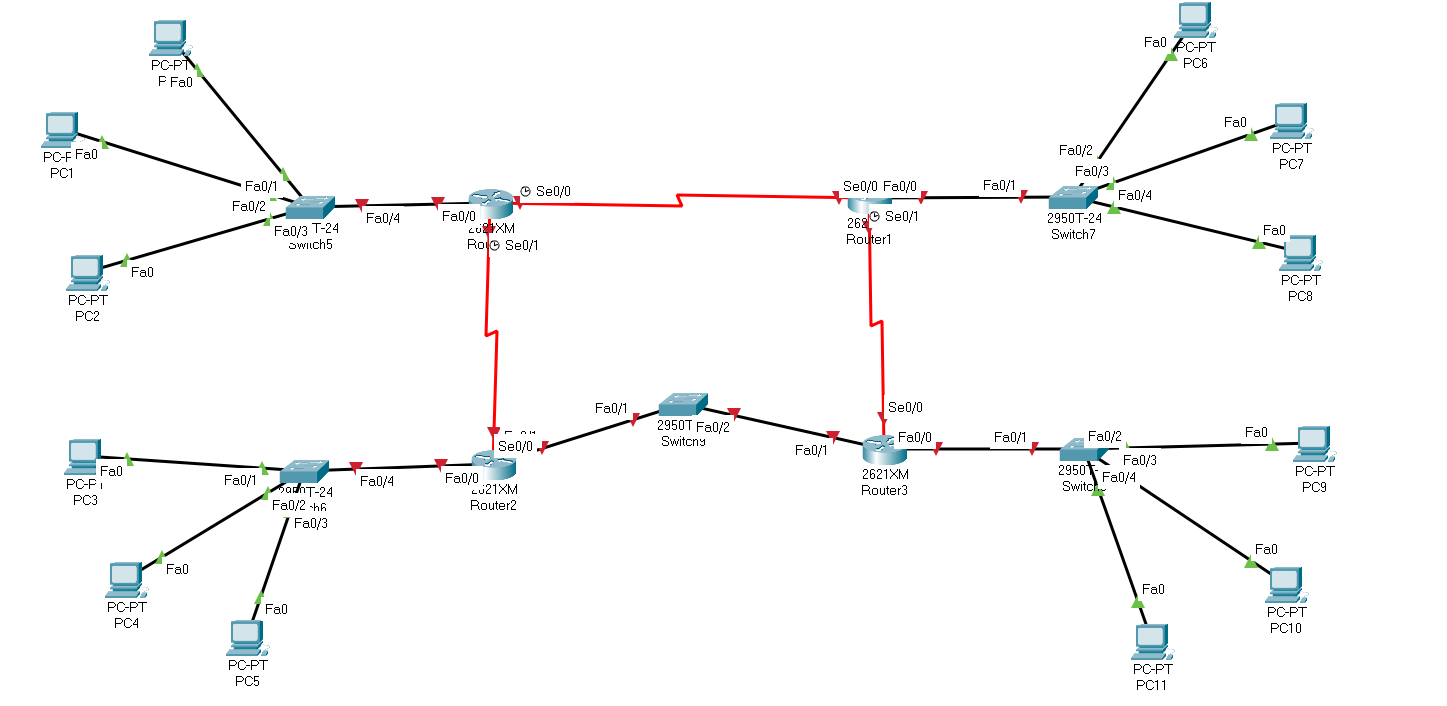 PC-PT
Fa0
Fa0
PC1
Fa0/1
Fa0/2
Fa0/3
T-24
Switch5
Fa0/4
Fa0
PC-PT
PC2
Fa0/0
Se0/0
Se0/1
Se0/0
Fa0/0
Se0/1
Router1
Fa0/1
Fa0
PC-PT
PC6
Fa0/2
Fa0
PC-PT
PC7
Fa0/3
Fa0/4
2950T-24
Switch7
Fa0
PC-PT
PC8
Fa0
PC3
Fa0/1
Fa0/2
T-24
Fa0/3
Fa0/4
Fa0/0
Se0/0
Router2
Fa0
PC-PT
PC4
Fa0
PC-PT
PC5
Fa0/1
2950T
Fa0/2
Fa0/1
Se0/0
Fa0/0
2621XM
Router3
Fa0/1
Fa0/2
Fa0/3
Fa0/4
2950T-
Fa0
PC-PT
PC9
Fa0
PC-PT
PC10
Fa0
PC-PT
PC11